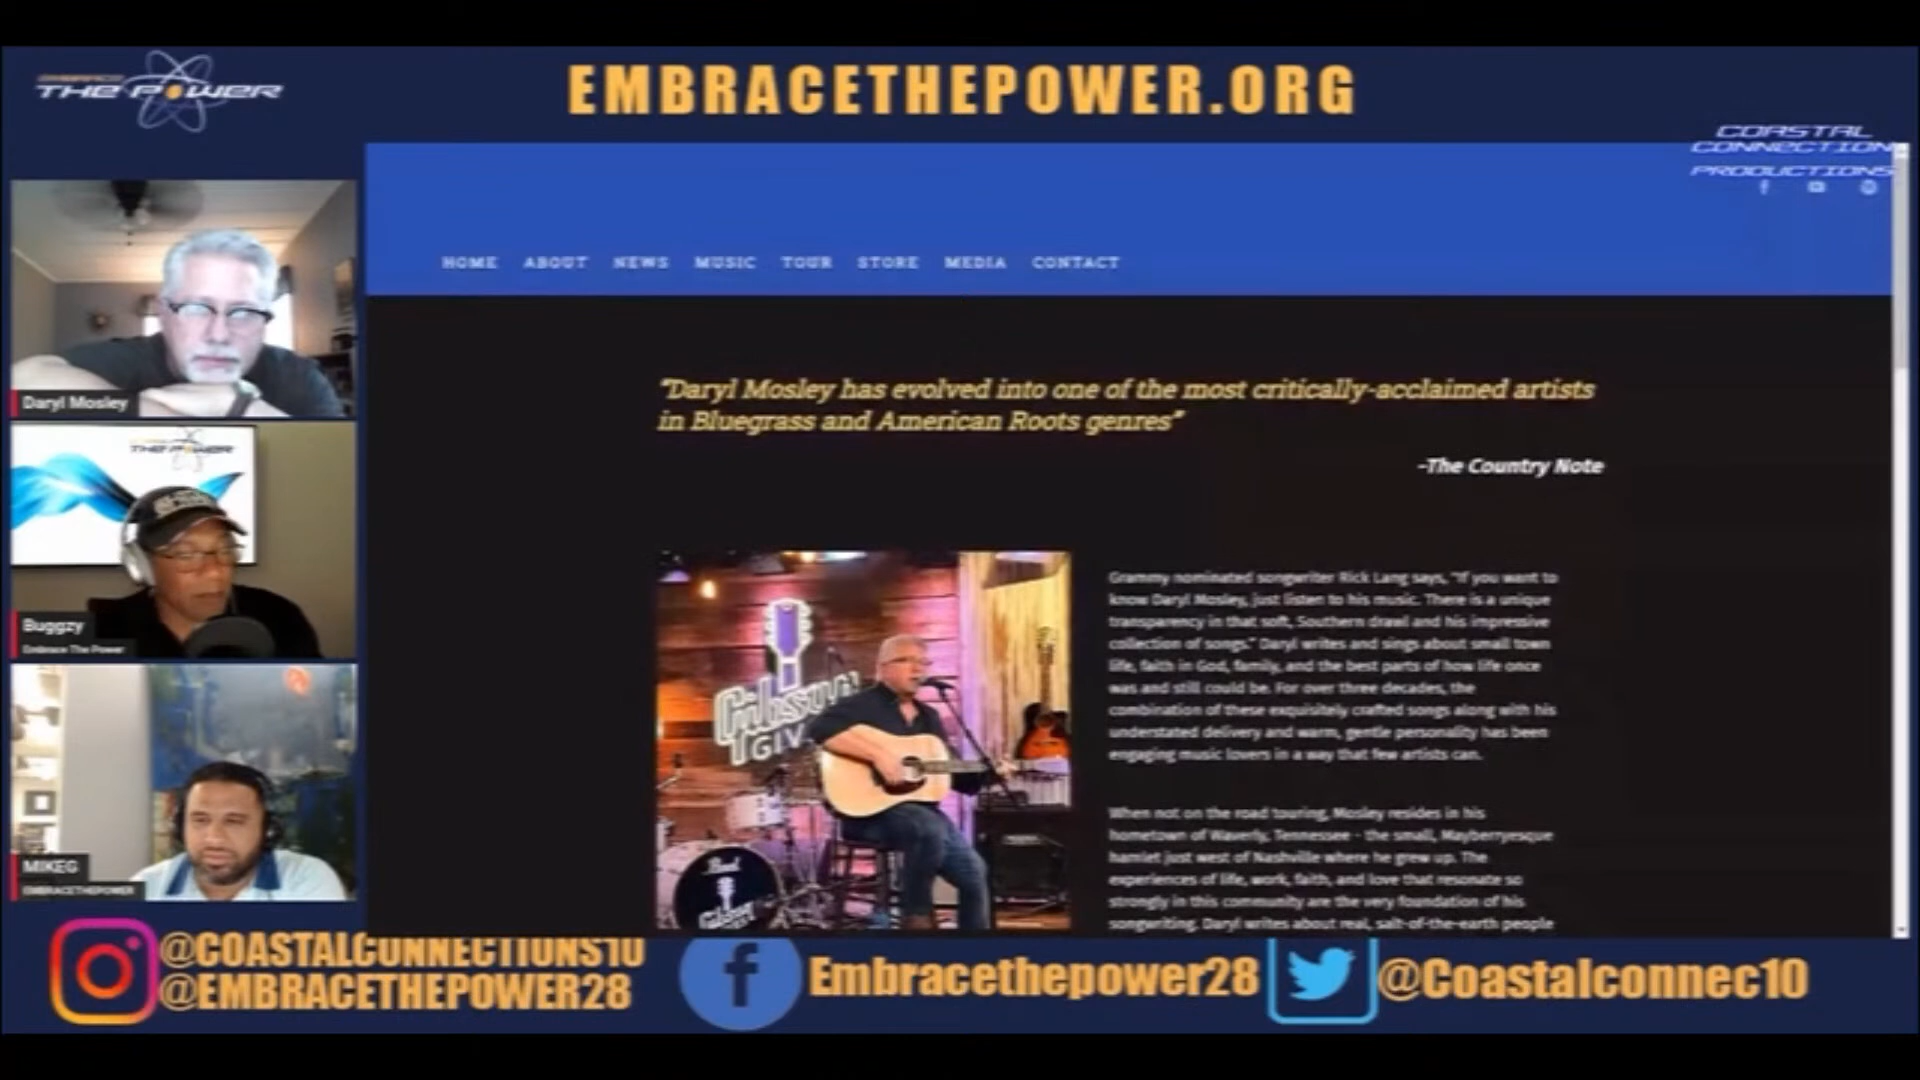 EMBRACE
THE POWER
EMBRACETHEPOWER.ORG
COASTAL
CONNECTION
PRODUCTIONS
HOME ABOUT NEWS MUSIC TOUR STORE MEDIA CONTACT
Daryl Mosley
THE POWER
Buggzy
Embrace The Power
MIKEG
EMBRACETHEPOWER
"Daryl Mosley has evolved into one of the most critically-acclaimed artists
in Bluegrass and American Roots genres"
-The Country Note
Gibson
GIV
Grammy nominated songwriter Rick Lang says, "If you want to
know Daryl Mosley, just listen to his music. There is a unique
transparency in that soft, Southern drawl and his impressive
collection of songs." Daryl writes and sings about small town
life, faith in God, family, and the best parts of how life once
was and still could be. For over three decades, the
combination of these exquisitely crafted songs along with his
understated delivery and warm, gentle personality has been
engaging music lovers in a way that few artists can.
When not on the road touring, Mosley resides in his
hometown of Waverly, Tennessee - the small, Mayberryesque
hamlet just west of Nashville where he grew up. The
experiences of life, work, faith, and love that resonate so
strongly in this community are the very foundation of his
songwriting. Daryl writes about real, salt-of-the-earth people
@COASTALCONNECTIONS10
@EMBRACETHEPOWER28
Embracethepower28
@Coastalconnec10